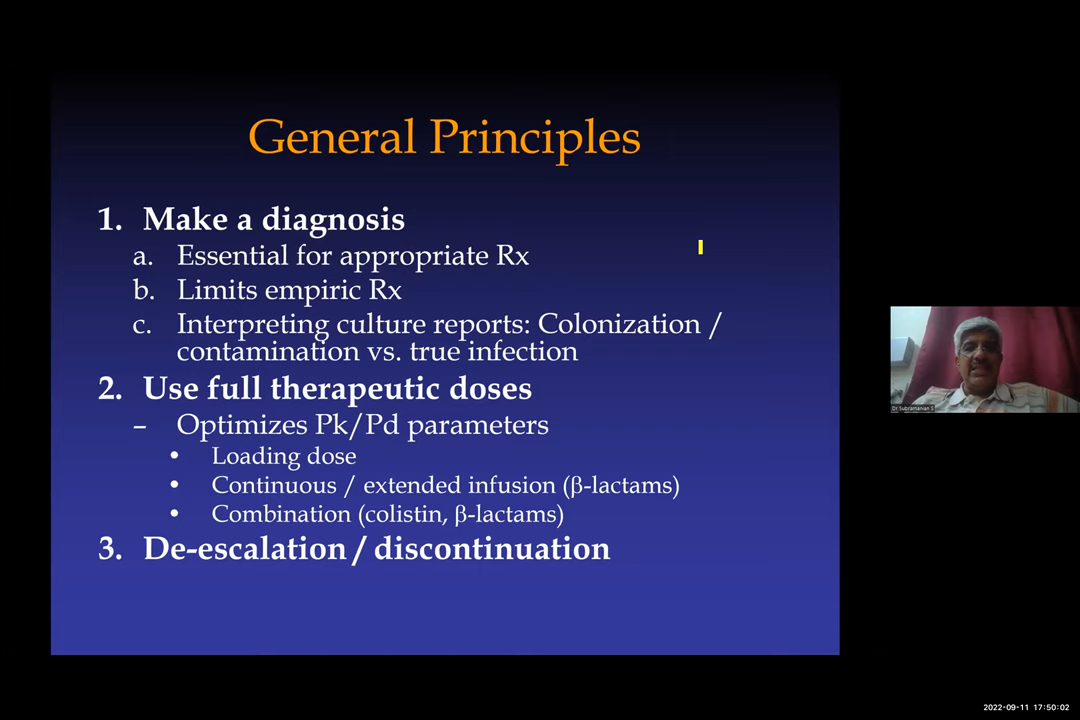 General Principles
1. Make a diagnosis
a. Essential for appropriate Rx
b. Limits empiric Rx
c. Interpreting culture reports: Colonization /
contamination vs. true infection
2. Use full therapeutic doses
– Optimizes Pk/Pd parameters
• Loading dose
• Continuous / extended infusion (β-lactams)
• Combination (colistin, β-lactams)
3. De-escalation / discontinuation
Dr Subramanian S
2022-09-11 17:50:02